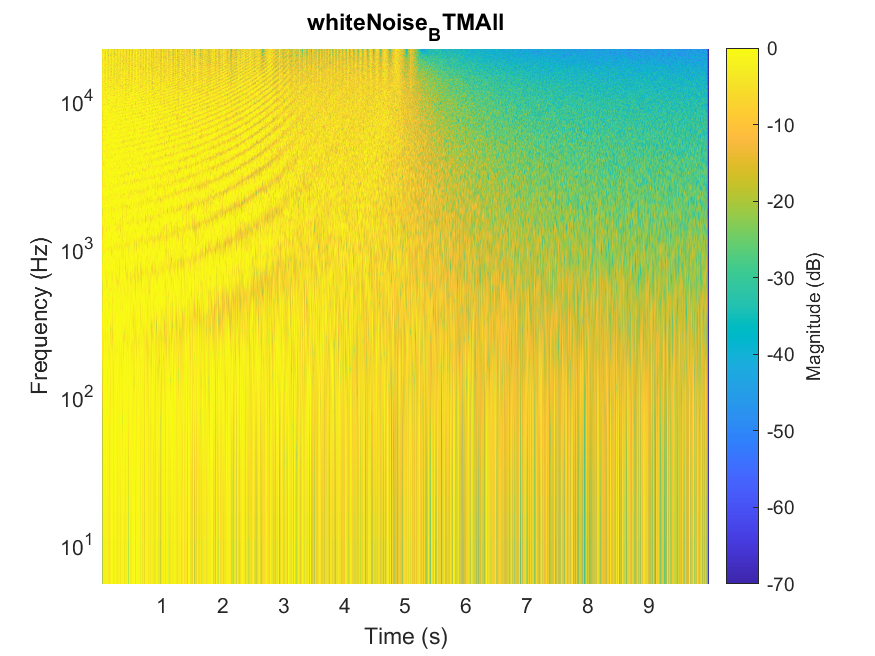 whiteNoise_BTMAll
Frequency (Hz)
10^4
10^3
10^2
10^1
1 2 3 4 5 6 7 8 9
Time (s)
0
-10
-20
-30
-40
-50
-60
-70
Magnitude (dB)